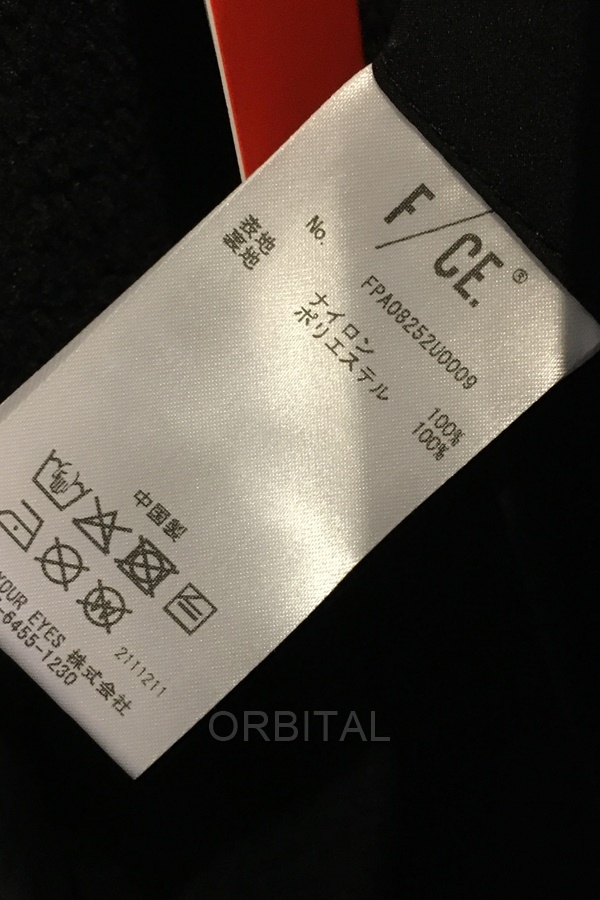 F/CE.®
No. FPA08252U0009
表地 ナイロン 100%
裏地 ポリエステル 100%
中国製
YOUR EYES 株式会社
-6455-1230
2111211
ORBITAL